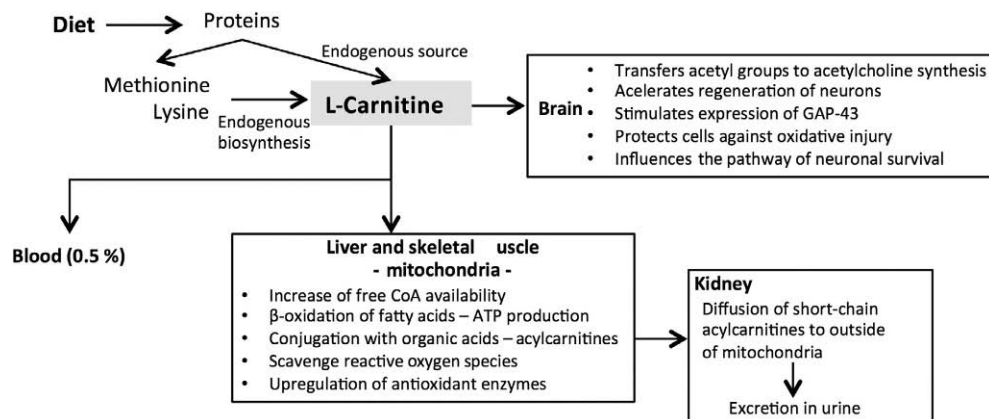 Diet
Proteins
Endogenous source
Methionine
Lysine
Endogenous
biosynthesis
L-Carnitine
Brain
• Transfers acetyl groups to acetylcholine synthesis
• Acelerates regeneration of neurons
• Stimulates expression of GAP-43
• Protects cells against oxidative injury
• Influences the pathway of neuronal survival
Blood (0.5 %)
Liver and skeletal uscle
- mitochondria -
• Increase of free CoA availability
• β-oxidation of fatty acids – ATP production
• Conjugation with organic acids – acylcarnitines
• Scavenge reactive oxygen species
• Upregulation of antioxidant enzymes
Kidney
Diffusion of short-chain
acylcarnitines to outside
of mitochondria
Excretion in urine